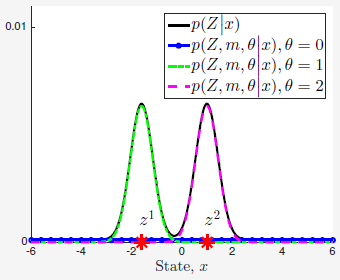 0.01
p(Z|x)
p(Z, m, θ|x), θ = 0
p(Z, m, θ|x), θ = 1
p(Z, m, θ|x), θ = 2
z¹ z²
0
-6 -4 -2 0 2 4 6
State, x